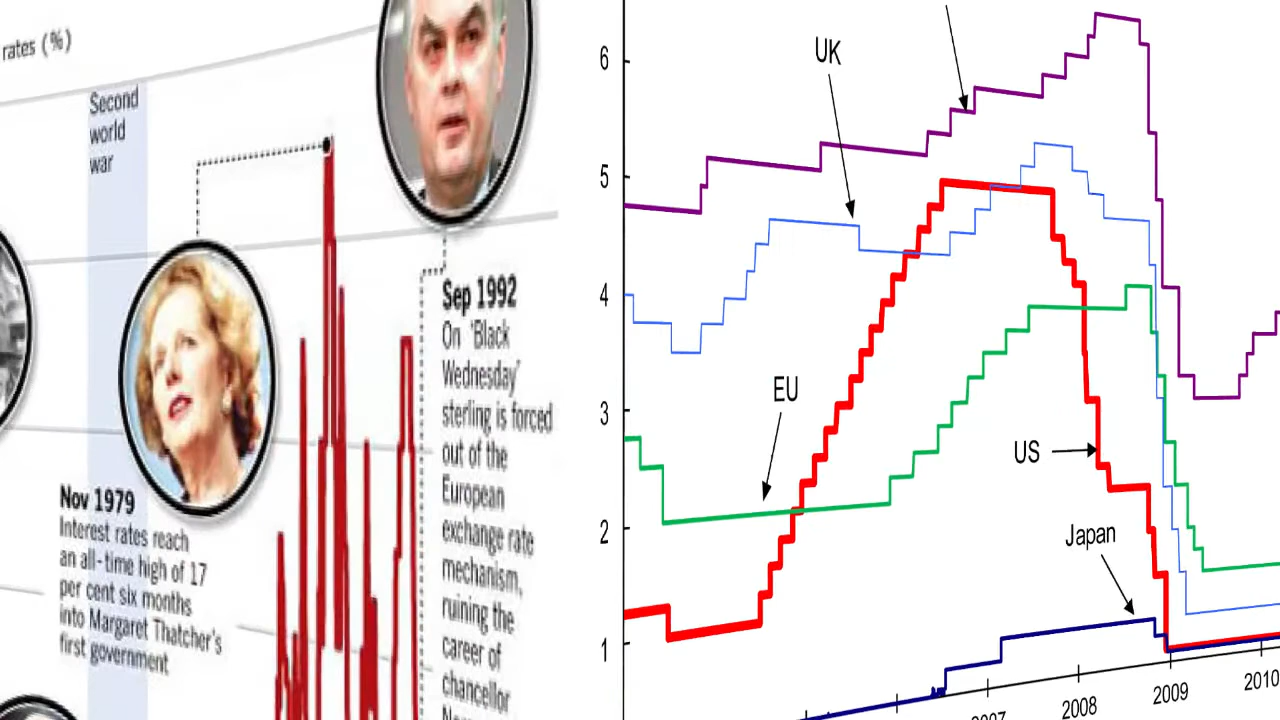 rates (%)
Second
world
war
Nov 1979
Interest rates reach
an all-time high of 17
per cent six months
into Margaret Thatcher's
first government
Sep 1992
On 'Black
Wednesday'
sterling is forced
out of the
European
exchange rate
mechanism,
ruining the
career of
chancellor
6
5
4
3
2
1
UK
EU
US
Japan
2007
2008
2009
2010